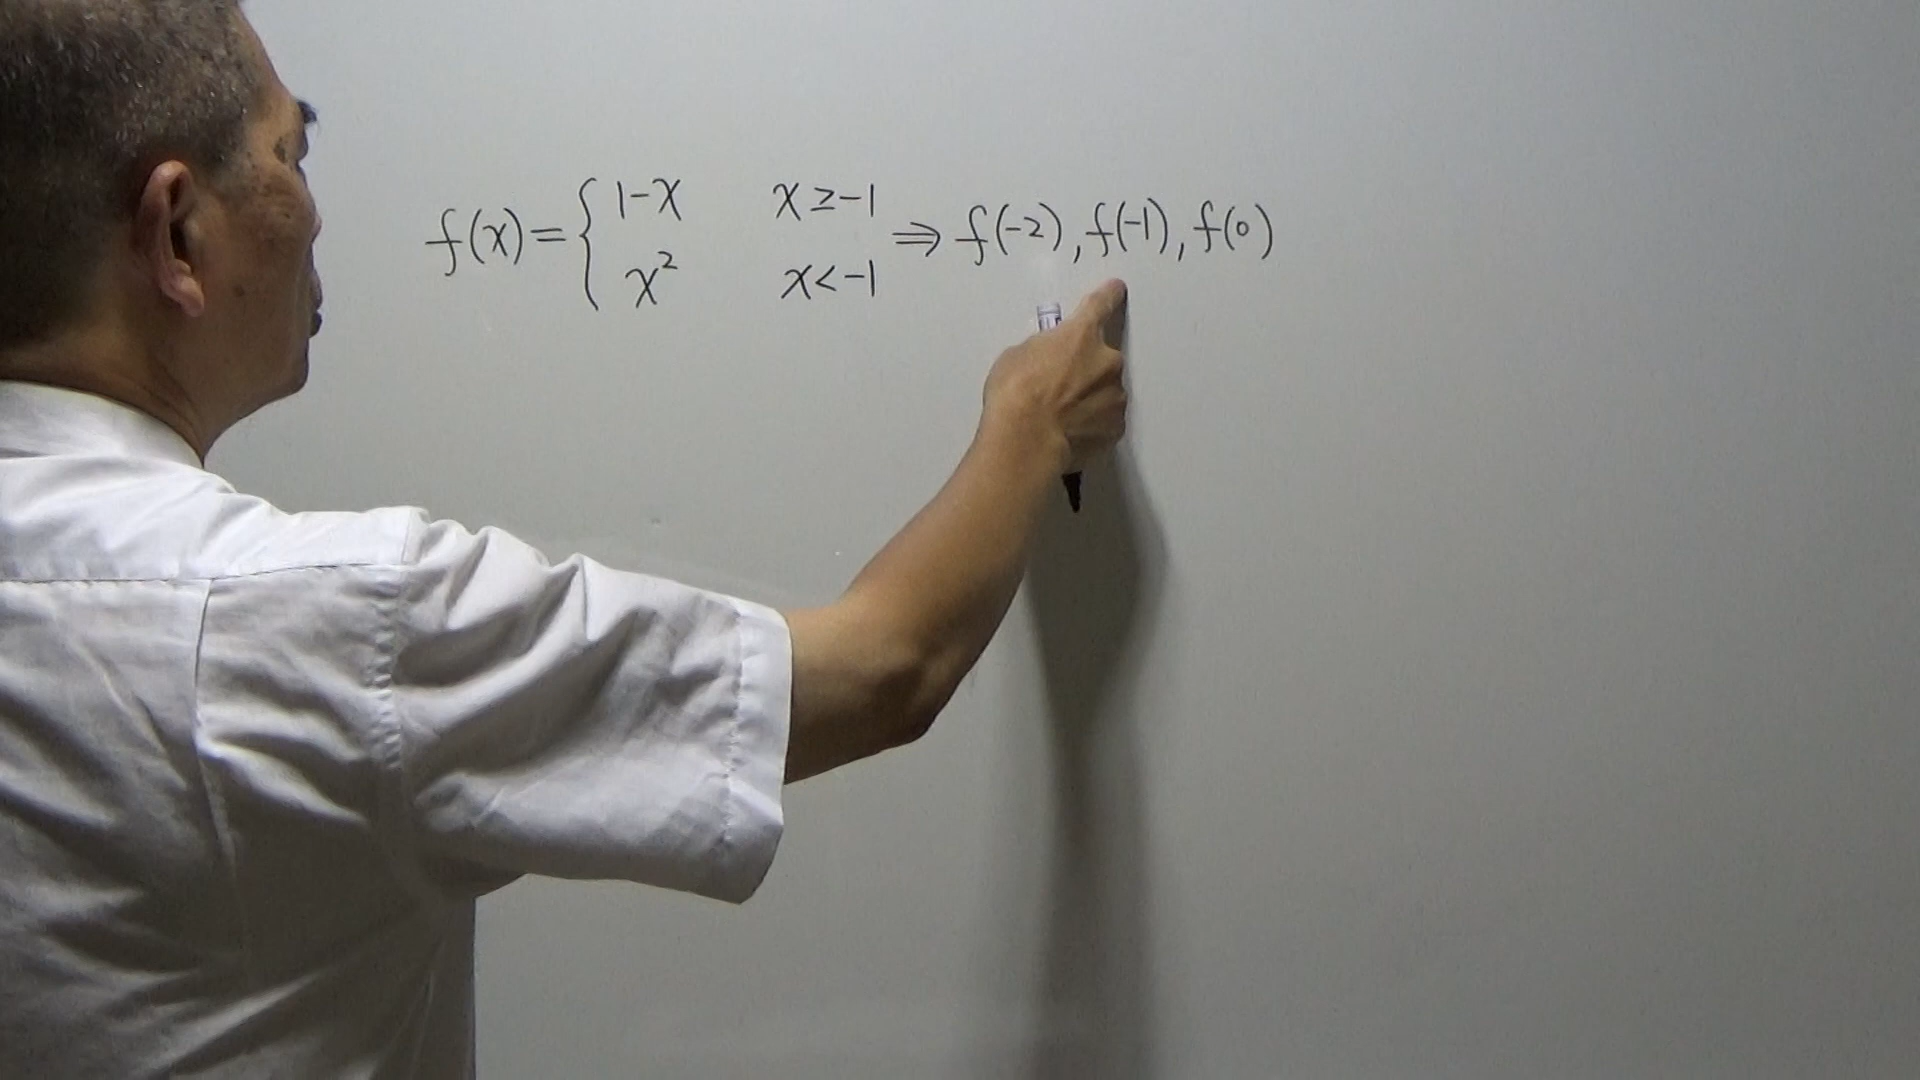 f(x)={ 1-x   x≥-1
x²   x<-1 ⇒ f(-2), f(-1), f(0)